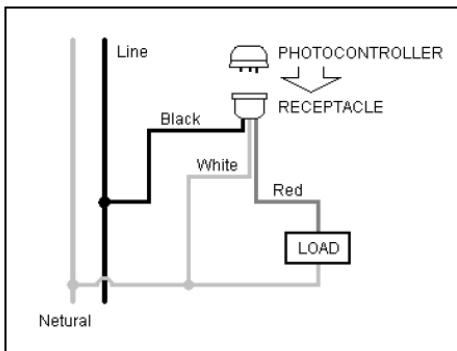 Line
PHOTOCONTROLLER
RECEPTACLE
Black
White
Red
LOAD
Netural